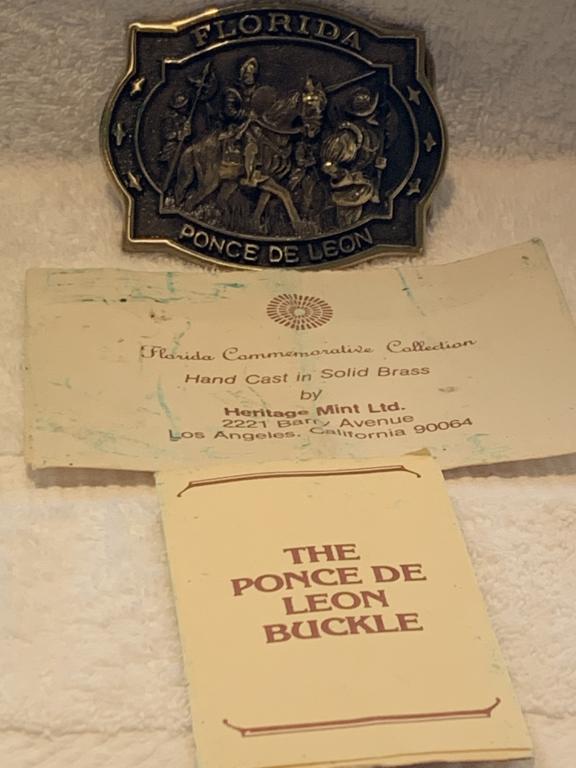 FLORIDA
PONCE DE LEON
Florida Commemorative Collection
Hand Cast in Solid Brass
by
Heritage Mint Ltd.
2221 Barry Avenue
Los Angeles, California 90064
THE
PONCE DE
LEON
BUCKLE